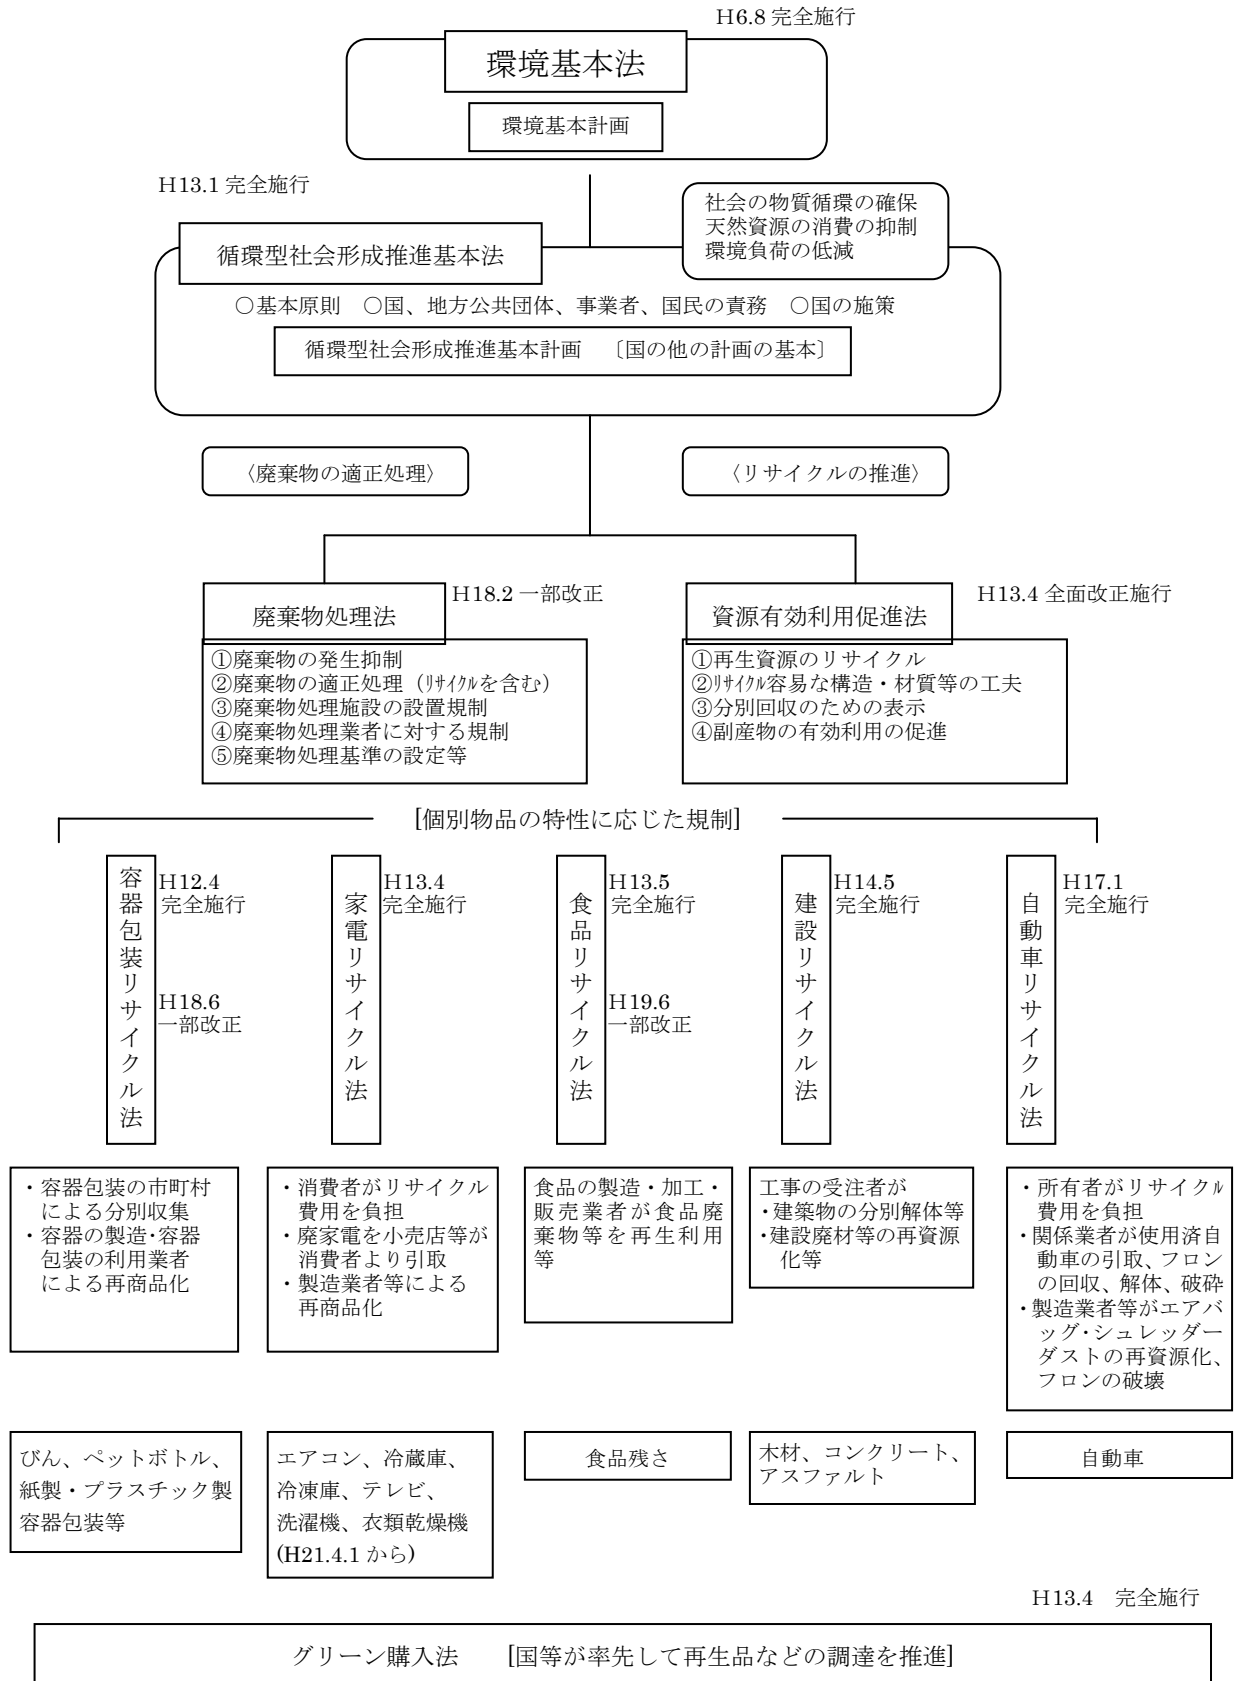 H6.8 完全施行
環境基本法
環境基本計画
H13.1 完全施行
社会の物質循環の確保
天然資源の消費の抑制
環境負荷の低減
循環型社会形成推進基本法
○基本原則　○国、地方公共団体、事業者、国民の責務　○国の施策
循環型社会形成推進基本計画　〔国の他の計画の基本〕
〈廃棄物の適正処理〉
〈リサイクルの推進〉
廃棄物処理法
H18.2 一部改正
①廃棄物の発生抑制
②廃棄物の適正処理（ﾘｻｲｸﾙを含む）
③廃棄物処理施設の設置規制
④廃棄物処理業者に対する規制
⑤廃棄物処理基準の設定等
資源有効利用促進法
H13.4 全面改正施行
①再生資源のリサイクル
②ﾘｻｲｸﾙ容易な構造・材質等の工夫
③分別回収のための表示
④副産物の有効利用の促進
[個別物品の特性に応じた規制]
容器包装リサイクル法
H12.4
完全施行
H18.6
一部改正
家電リサイクル法
H13.4
完全施行
食品リサイクル法
H13.5
完全施行
H19.6
一部改正
建設リサイクル法
H14.5
完全施行
自動車リサイクル法
H17.1
完全施行
・容器包装の市町村
による分別収集
・容器の製造･容器
包装の利用業者
による再商品化
・消費者がリサイクル
費用を負担
・廃家電を小売店等が
消費者より引取
・製造業者等による
再商品化
食品の製造・加工・
販売業者が食品廃
棄物等を再生利用
等
工事の受注者が
・建築物の分別解体等
・建設廃材等の再資源
化等
・所有者がリサイクル
費用を負担
・関係業者が使用済自
動車の引取、フロン
の回収、解体、破砕
・製造業者等がエアバ
ッグ･シュレッダー
ダストの再資源化、
フロンの破壊
びん、ペットボトル、
紙製・プラスチック製
容器包装等
エアコン、冷蔵庫、
冷凍庫、テレビ、
洗濯機、衣類乾燥機
(H21.4.1 から)
食品残さ
木材、コンクリート、
アスファルト
自動車
H13.4　完全施行
グリーン購入法　　[国等が率先して再生品などの調達を推進]